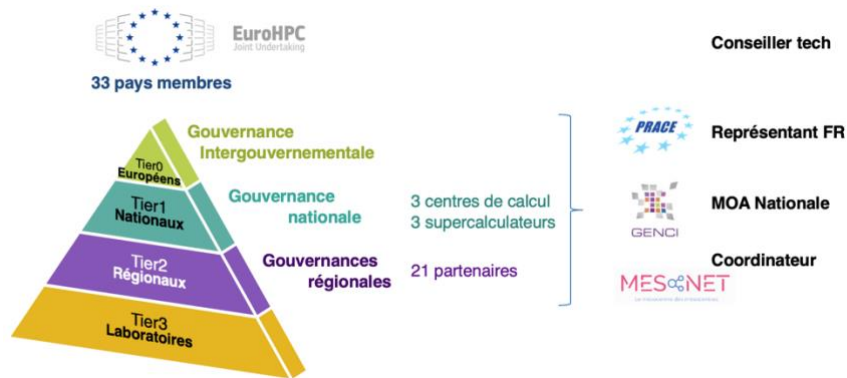 EuroHPC
Joint Undertaking
33 pays membres
Conseiller tech
Gouvernance
Intergouvernementale
Tier0
Européens
PRACE
Représentant FR
Gouvernance
nationale
Tier1
Nationaux
3 centres de calcul
3 supercalculateurs
GENCI
MOA Nationale
Gouvernances
régionales
Tier2
Régionaux
21 partenaires
Coordinateur
MESNET
Tier3
Laboratoires